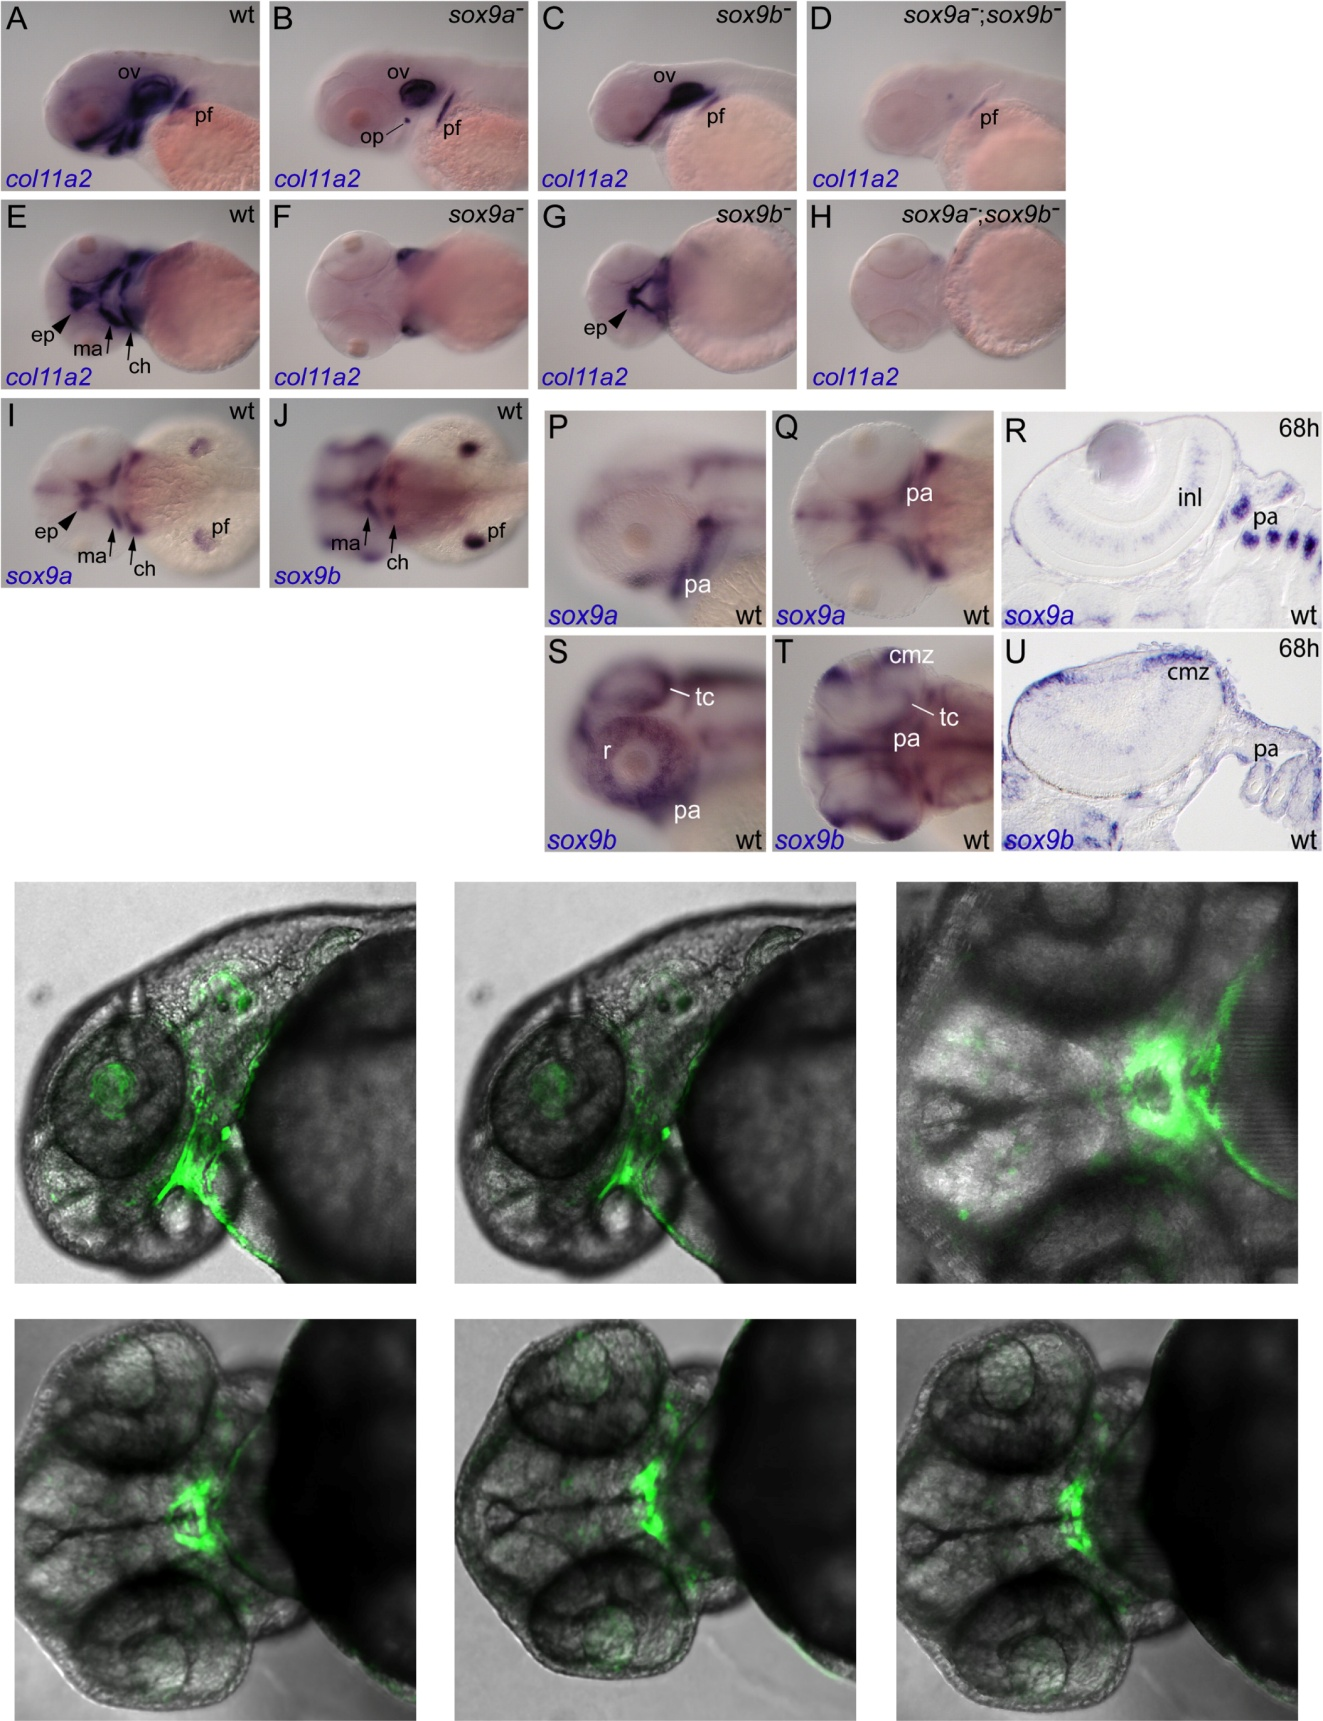 A wt
ov
pf
col11a2
B sox9a-
ov
op
pf
col11a2
C sox9b-
ov
pf
col11a2
D sox9a-;sox9b-
pf
col11a2
E wt
ep
ma
ch
col11a2
F sox9a-
col11a2
G sox9b-
ep
col11a2
H sox9a-;sox9b-
col11a2
I wt
ep
ma
ch
pf
sox9a
J wt
ma
ch
pf
sox9b
P
pa
sox9a wt
Q
pa
sox9a wt
R 68h
inl
pa
sox9a wt
S
tc
r
pa
sox9b wt
T
cmz
tc
pa
sox9b wt
U 68h
cmz
pa
sox9b wt